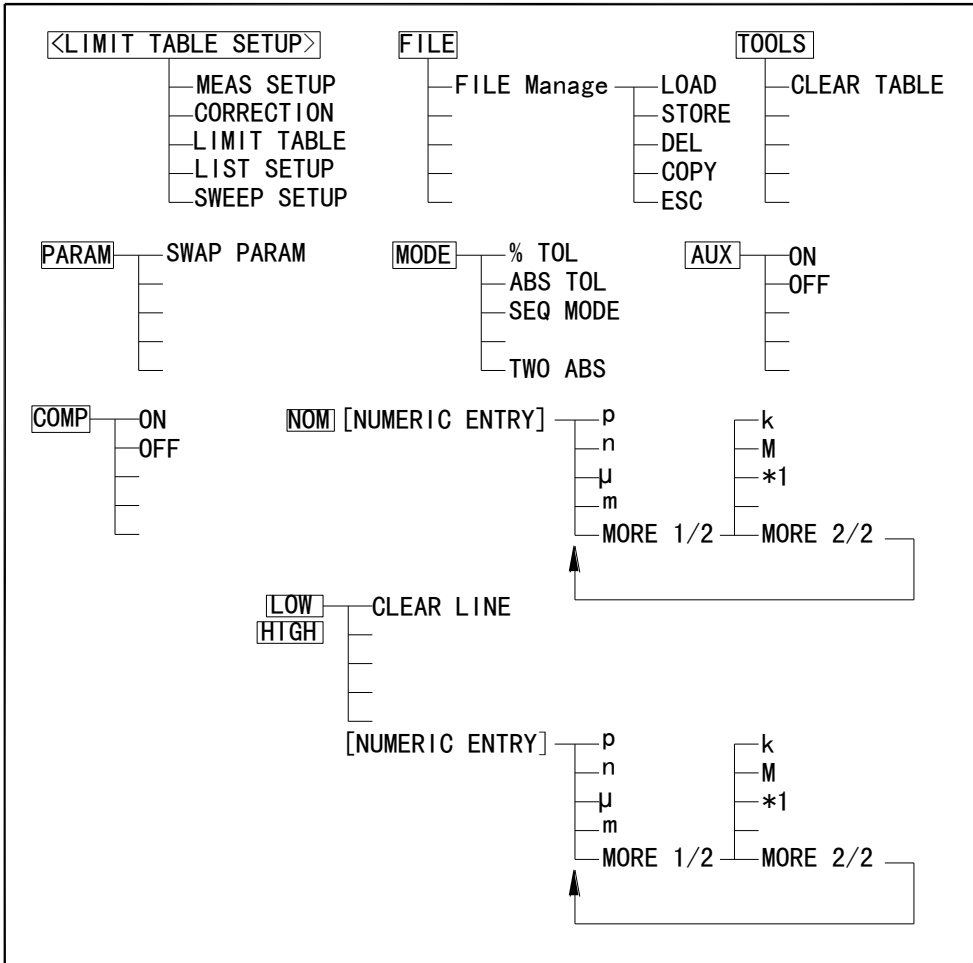 <LIMIT TABLE SETUP>
MEAS SETUP
CORRECTION
LIMIT TABLE
LIST SETUP
SWEEP SETUP
FILE
FILE Manage
LOAD
STORE
DEL
COPY
ESC
TOOLS
CLEAR TABLE
PARAM
SWAP PARAM
MODE
% TOL
ABS TOL
SEQ MODE
TWO ABS
AUX
ON
OFF
COMP
ON
OFF
NOM [NUMERIC ENTRY]
p
n
μ
m
MORE 1/2
k
M
*1
MORE 2/2
LOW
HIGH
CLEAR LINE
[NUMERIC ENTRY]
p
n
μ
m
MORE 1/2
k
M
*1
MORE 2/2